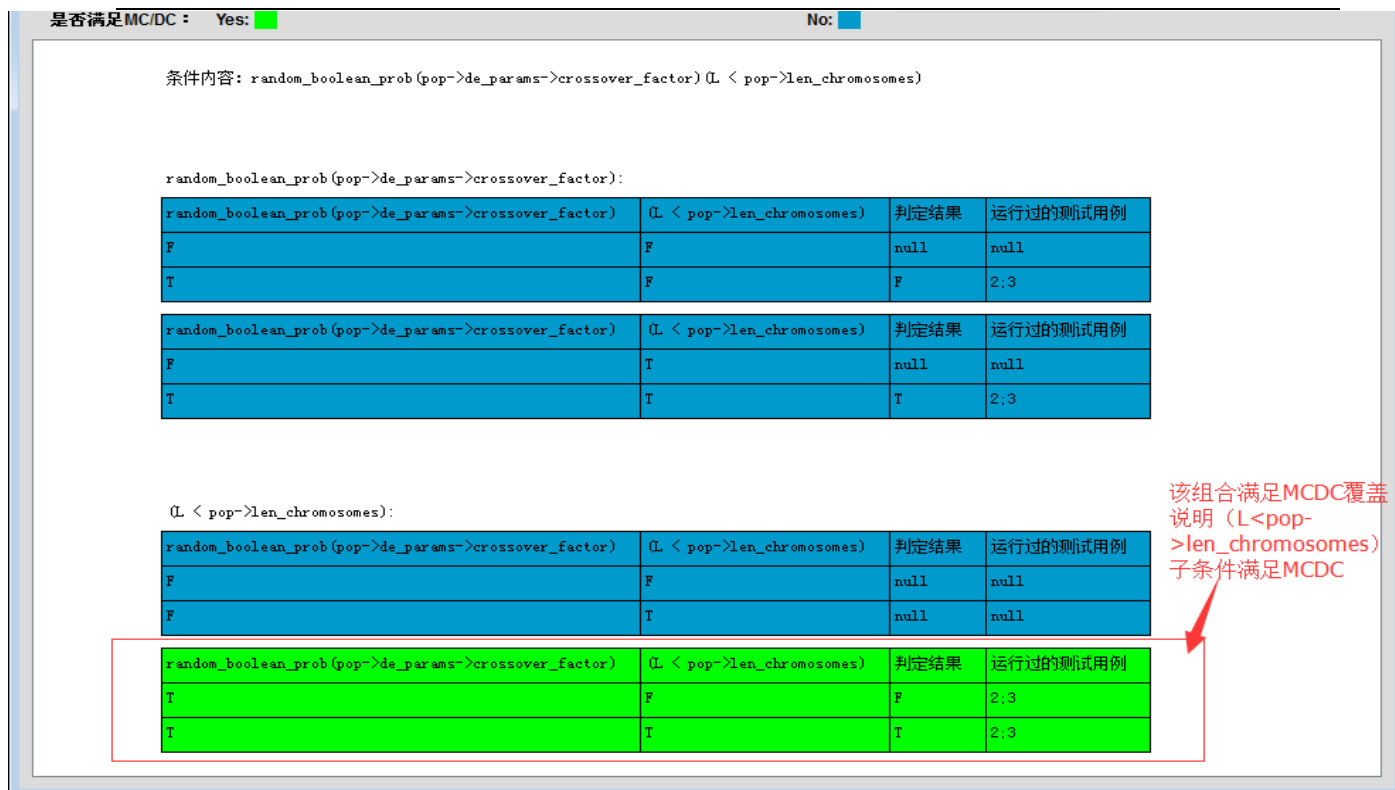 是否满足MC/DC： Yes: No:
条件内容：random_boolean_prob(pop->de_params->crossover_factor)(L < pop->len_chromosomes)
random_boolean_prob(pop->de_params->crossover_factor):
random_boolean_prob(pop->de_params->crossover_factor) (L < pop->len_chromosomes) 判定结果 运行过的测试用例
F F null null
T F F 2;3
random_boolean_prob(pop->de_params->crossover_factor) (L < pop->len_chromosomes) 判定结果 运行过的测试用例
F T null null
T T T 2;3
(L < pop->len_chromosomes):
random_boolean_prob(pop->de_params->crossover_factor) (L < pop->len_chromosomes) 判定结果 运行过的测试用例
F F null null
F T null null
random_boolean_prob(pop->de_params->crossover_factor) (L < pop->len_chromosomes) 判定结果 运行过的测试用例
T F F 2;3
T T T 2;3
该组合满足MCDC覆盖
说明（L<pop-
>len_chromosomes）
子条件满足MCDC